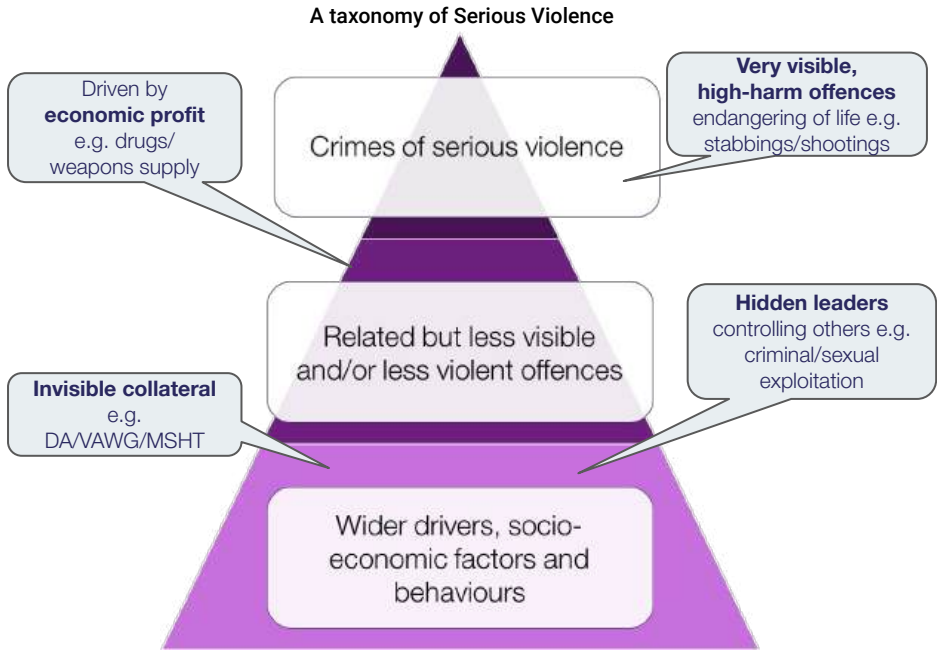 A taxonomy of Serious Violence
Driven by
economic profit
e.g. drugs/
weapons supply
Very visible,
high-harm offences
endangering of life e.g.
stabbings/shootings
Crimes of serious violence
Related but less visible
and/or less violent offences
Hidden leaders
controlling others e.g.
criminal/sexual
exploitation
Invisible collateral
e.g.
DA/VAWG/MSHT
Wider drivers, socio-
economic factors and
behaviours